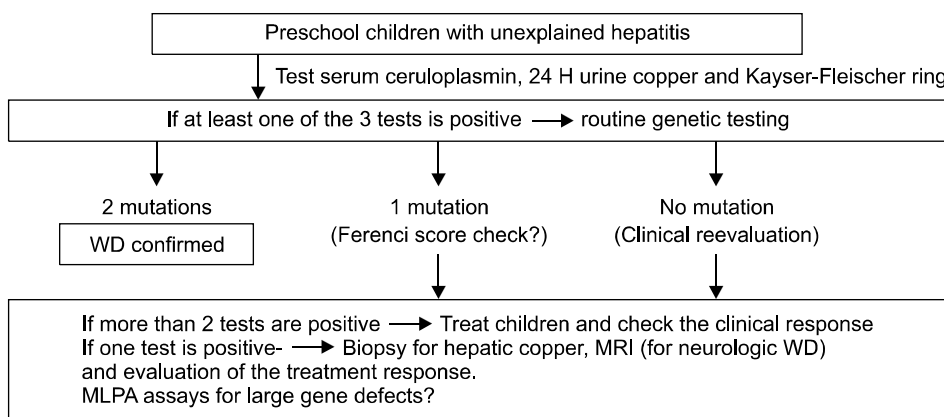 Preschool children with unexplained hepatitis
Test serum ceruloplasmin, 24 H urine copper and Kayser-Fleischer ring
If at least one of the 3 tests is positive → routine genetic testing
2 mutations
WD confirmed
1 mutation
(Ferenci score check?)
No mutation
(Clinical reevaluation)
If more than 2 tests are positive → Treat children and check the clinical response
If one test is positive- → Biopsy for hepatic copper, MRI (for neurologic WD)
and evaluation of the treatment response.
MLPA assays for large gene defects?